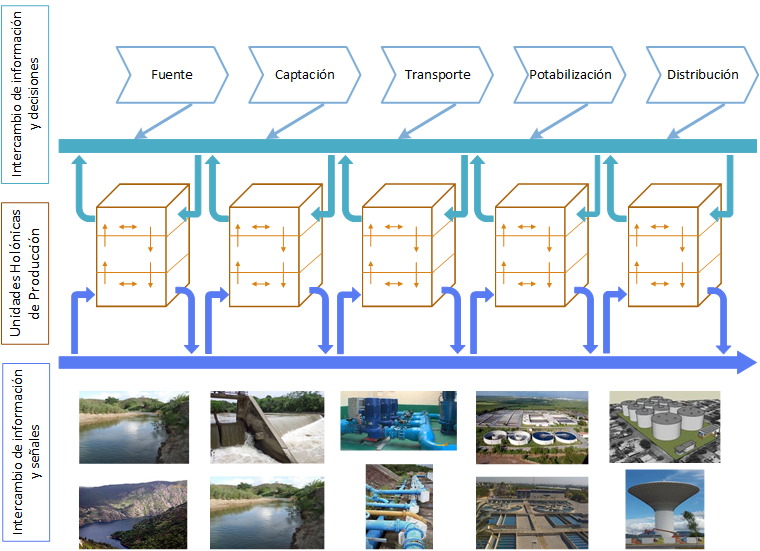 Intercambio de información
y decisiones
Fuente
Captación
Transporte
Potabilización
Distribución
Unidades Holónicas
de Producción
Intercambio de información
y señales